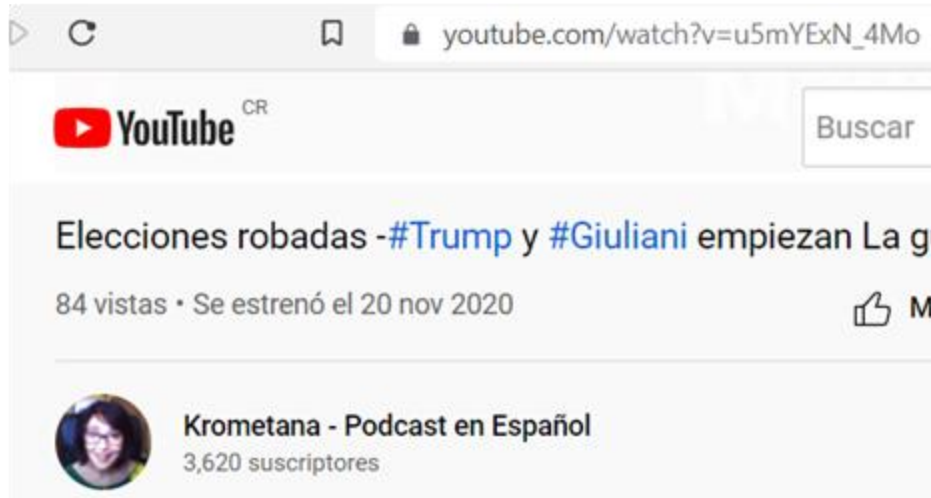 youtube.com/watch?v=u5mYExN_4Mo
YouTube CR
Buscar
Elecciones robadas -#Trump y #Giuliani empiezan La g
84 vistas • Se estrenó el 20 nov 2020
M
Krometana - Podcast en Español
3,620 suscriptores